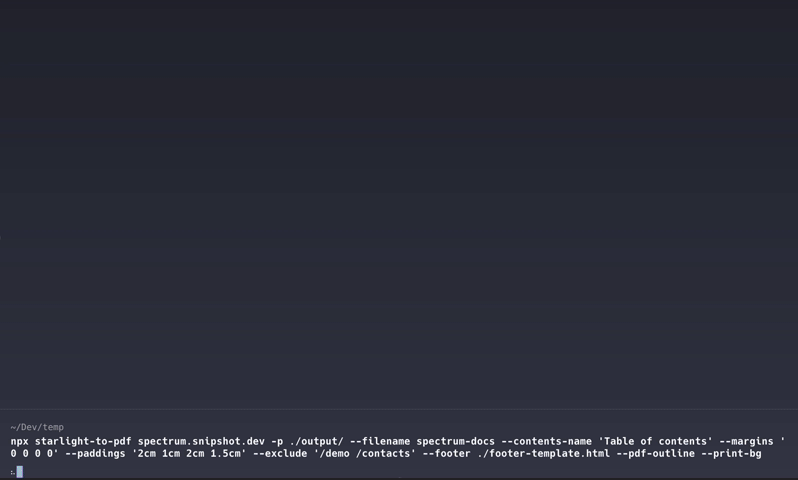 ~/Dev/temp
npx starlight-to-pdf spectrum.snipshot.dev -p ./output/ --filename spectrum-docs --contents-name 'Table of contents' --margins '
0 0 0 0' --paddings '2cm 1cm 2cm 1.5cm' --exclude '/demo /contacts' --footer ./footer-template.html --pdf-outline --print-bg